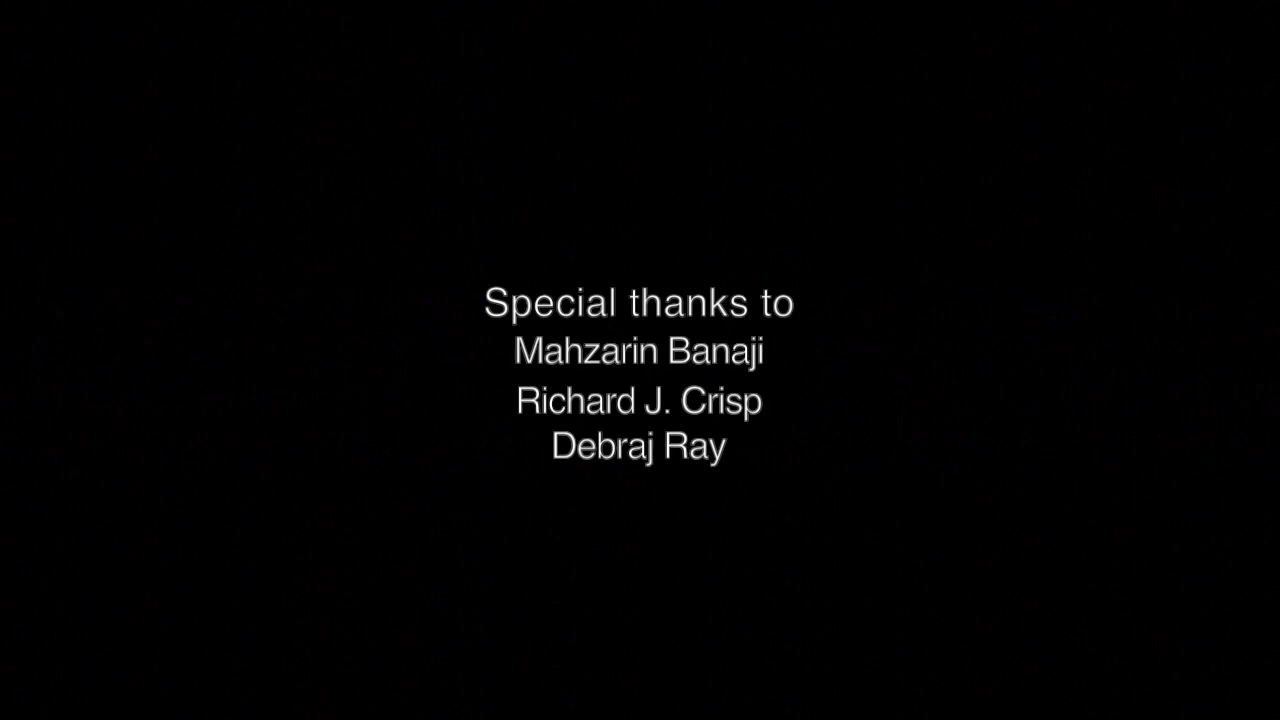 Special thanks to
Mahzarin Banaji
Richard J. Crisp
Debraj Ray